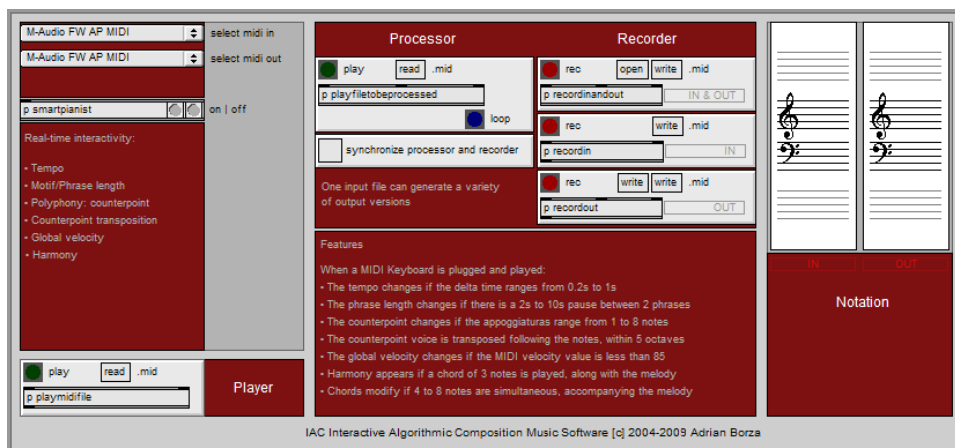 M-Audio FW AP MIDI
select midi in
M-Audio FW AP MIDI
select midi out
p smartpianist
on | off
Real-time interactivity:
- Tempo
- Motif/Phrase length
- Polyphony: counterpoint
- Counterpoint transposition
- Global velocity
- Harmony
play
read
.mid
p playmidifile
Player
Processor
play
read
.mid
p playfiletobeprocessed
loop
synchronize processor and recorder
One input file can generate a variety
of output versions
Recorder
rec
open
write
.mid
p recordinandout
IN & OUT
rec
write
.mid
p recordin
IN
rec
write
write
.mid
p recordout
OUT
Features
When a MIDI Keyboard is plugged and played:
- The tempo changes if the delta time ranges from 0.2s to 1s
- The phrase length changes if there is a 2s to 10s pause between 2 phrases
- The counterpoint changes if the appoggiaturas range from 1 to 8 notes
- The counterpoint voice is transposed following the notes, within 5 octaves
- The global velocity changes if the MIDI velocity value is less than 85
- Harmony appears if a chord of 3 notes is played, along with the melody
- Chords modify if 4 to 8 notes are simultaneous, accompanying the melody
IN
OUT
Notation
IAC Interactive Algorithmic Composition Music Software [c] 2004-2009 Adrian Borza